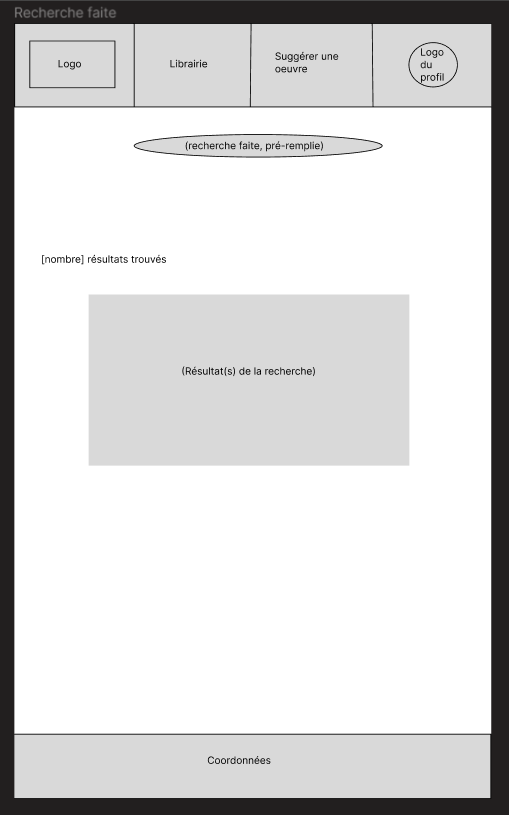 Recherche faite
Logo
Librairie
Suggérer une
oeuvre
Logo
du
profil
(recherche faite, pré-remplie)
[nombre] résultats trouvés
(Résultat(s) de la recherche)
Coordonnées